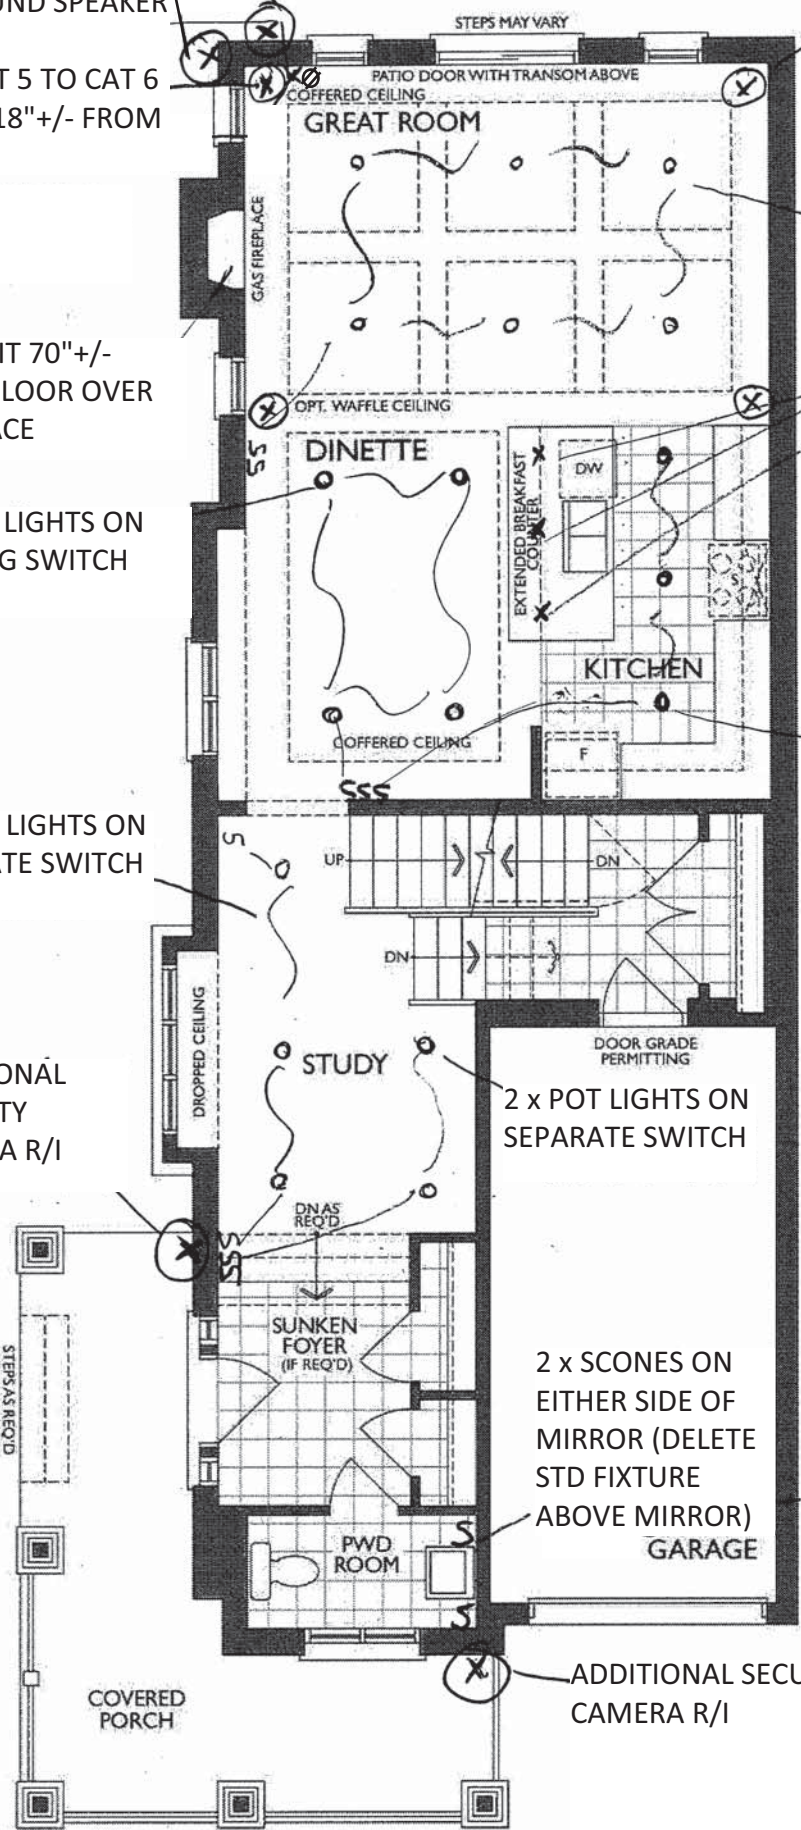 UND SPEAKER
STEPS MAY VARY
T 5 TO CAT 6
18"+/- FROM
PATIO DOOR WITH TRANSOM ABOVE
COFFERED CEILING
GREAT ROOM
GAS FIREPLACE
IT 70"+/-
LOOR OVER
ACE
OPT. WAFFLE CEILING
SS
DINETTE
EXTENDED BREAKFAST
COUNTER
DW
S
LIGHTS ON
G SWITCH
KITCHEN
COFFERED CEILING
F
SSS
LIGHTS ON
ATE SWITCH
S
UP
DN
DN
DROPPED CEILING
STUDY
DOOR GRADE
PERMITTING
2 x POT LIGHTS ON
SEPARATE SWITCH
ONAL
TY
A R/I
DN AS
REQ'D
SSS
SUNKEN
FOYER
(IF REQ'D)
STEPS AS REQ'D
2 x SCONES ON
EITHER SIDE OF
MIRROR (DELETE
STD FIXTURE
ABOVE MIRROR)
S
PWD
ROOM
S
GARAGE
COVERED
PORCH
ADDITIONAL SECU
CAMERA R/I